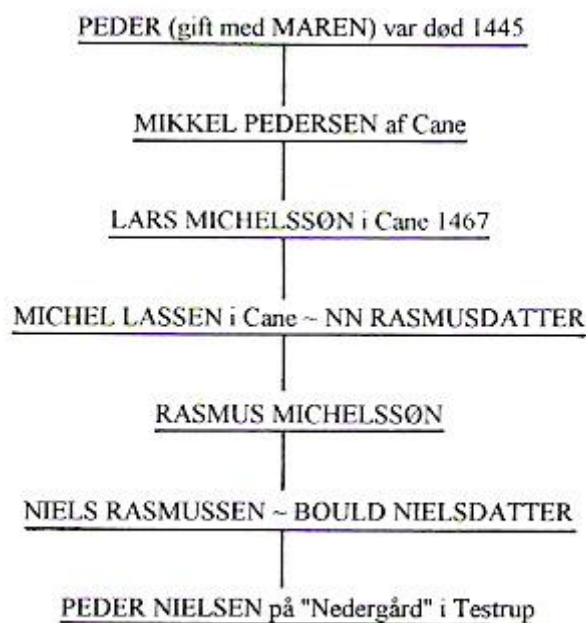 PEDER (gift med MAREN) var død 1445
MIKKEL PEDERSEN af Cane
LARS MICHELSSØN i Cane 1467
MICHEL LASSEN i Cane ~ NN RASMUSDATTER
RASMUS MICHELSSØN
NIELS RASMUSSEN ~ BOULD NIELSDATTER
PEDER NIELSEN på "Nedergård" i Testrup